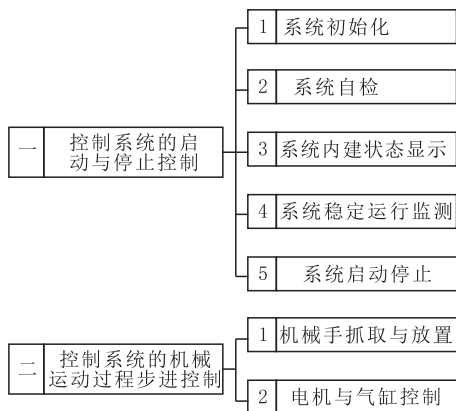 一 控制系统的启
动与停止控制
1 系统初始化
2 系统自检
3 系统内建状态显示
4 系统稳定运行监测
5 系统启动停止
二 控制系统的机械
运动过程步进控制
1 机械手抓取与放置
2 电机与气缸控制